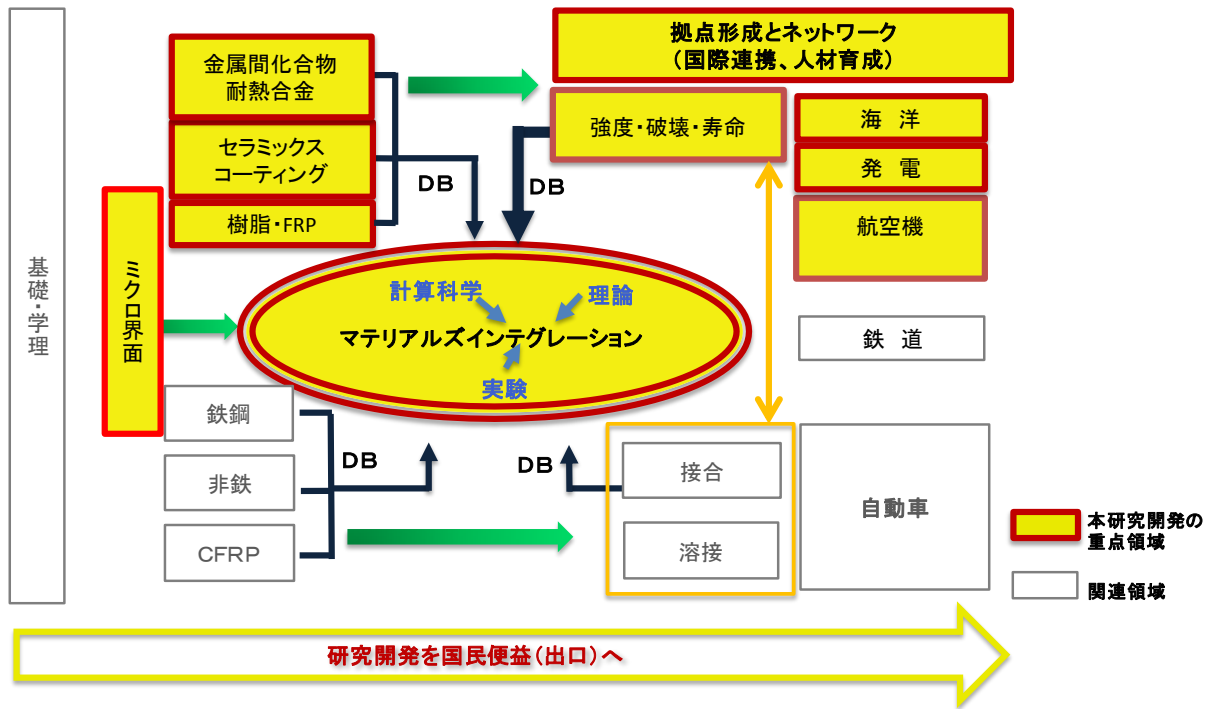 基礎・学理
ミクロ界面
金属間化合物
耐熱合金
セラミックス
コーティング
樹脂・FRP
DB
拠点形成とネットワーク
（国際連携、人材育成）
強度・破壊・寿命
DB
海　洋
発　電
航空機
鉄　道
計算科学
理論
マテリアルズインテグレーション
実験
鉄鋼
非鉄
CFRP
DB
DB
接合
溶接
自動車
本研究開発の
重点領域
関連領域
研究開発を国民便益（出口）へ